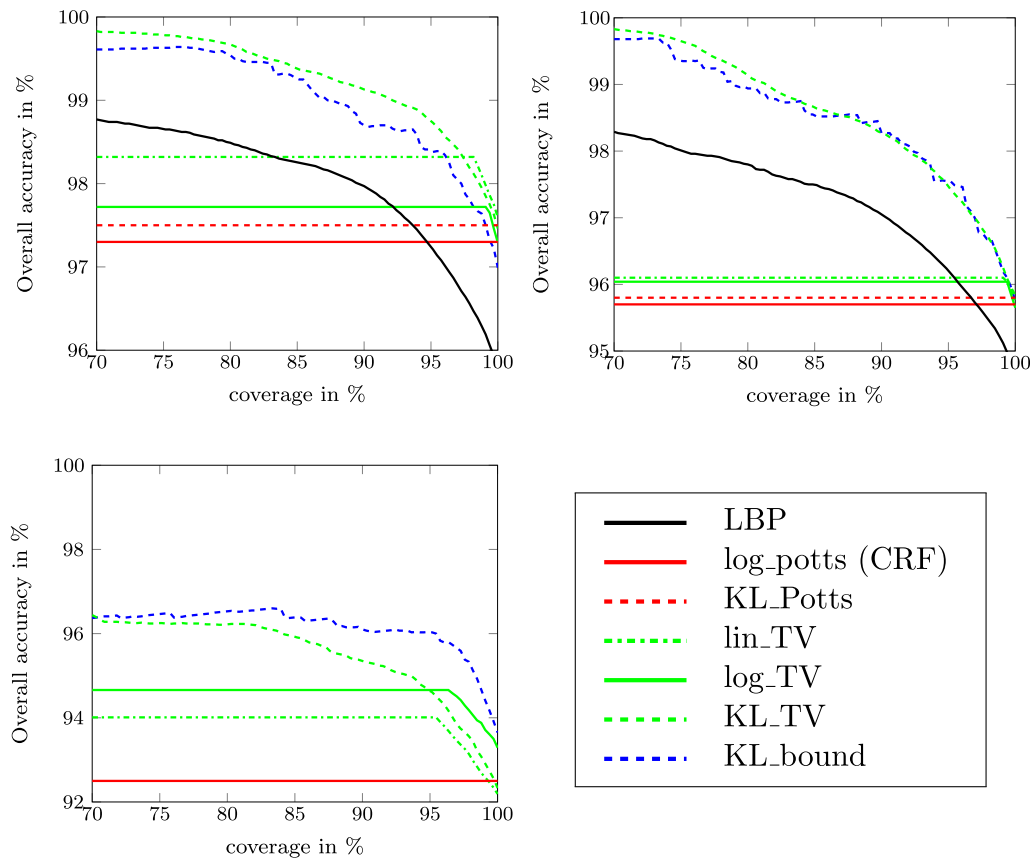 100
99
98
97
96
70 75 80 85 90 95 100
Overall accuracy in %
coverage in %
100
99
98
97
96
95
70 75 80 85 90 95 100
Overall accuracy in %
coverage in %
100
98
96
94
92
70 75 80 85 90 95 100
Overall accuracy in %
coverage in %
LBP
log_potts (CRF)
KL_Potts
lin_TV
log_TV
KL_TV
KL_bound